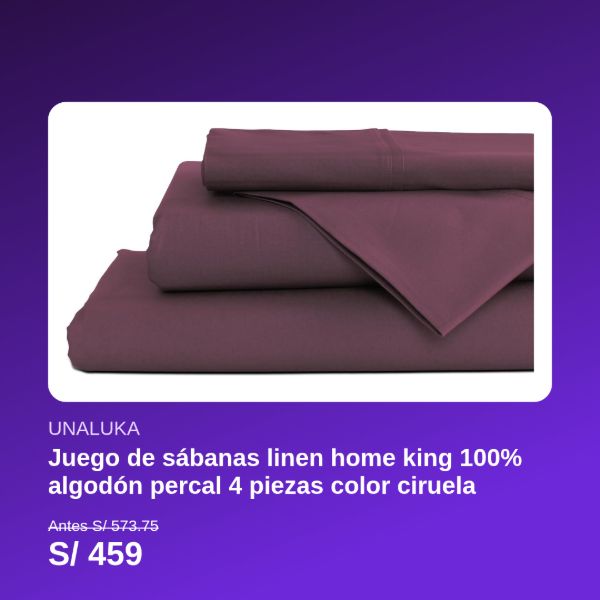 UNALUKA
Juego de sábanas linen home king 100%
algodón percal 4 piezas color ciruela
Antes S/ 573.75
S/ 459